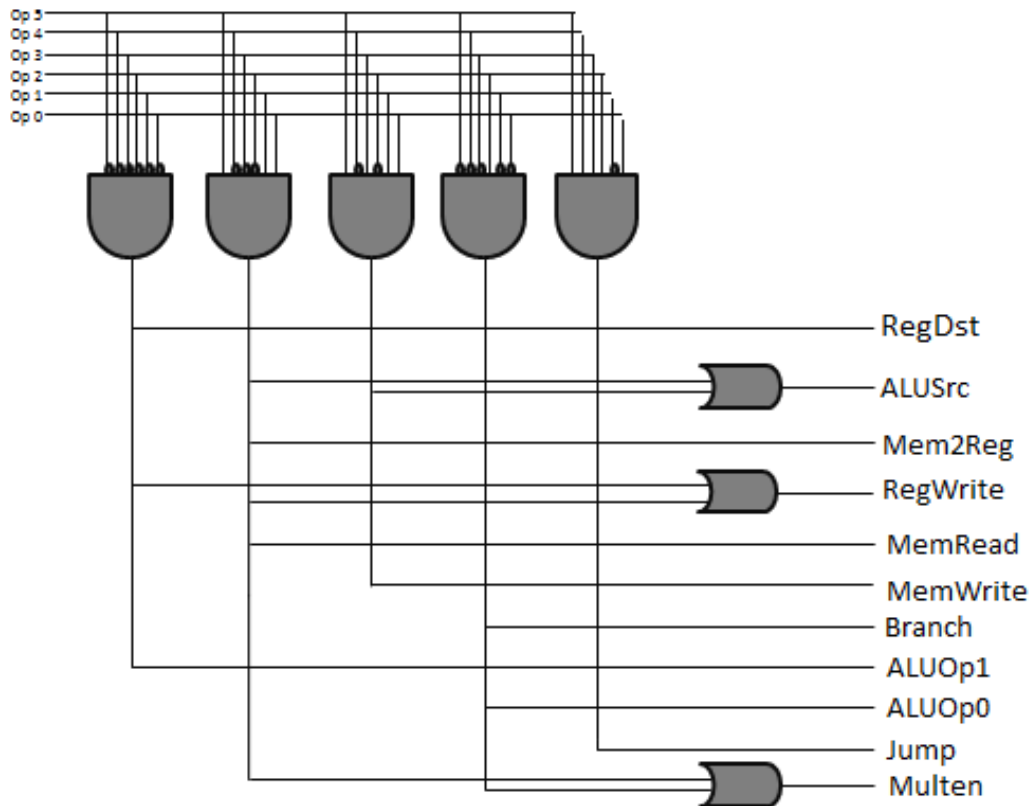 Op 5
Op 4
Op 3
Op 2
Op 1
Op 0
RegDst
ALUSrc
Mem2Reg
RegWrite
MemRead
MemWrite
Branch
ALUOp1
ALUOp0
Jump
Multen